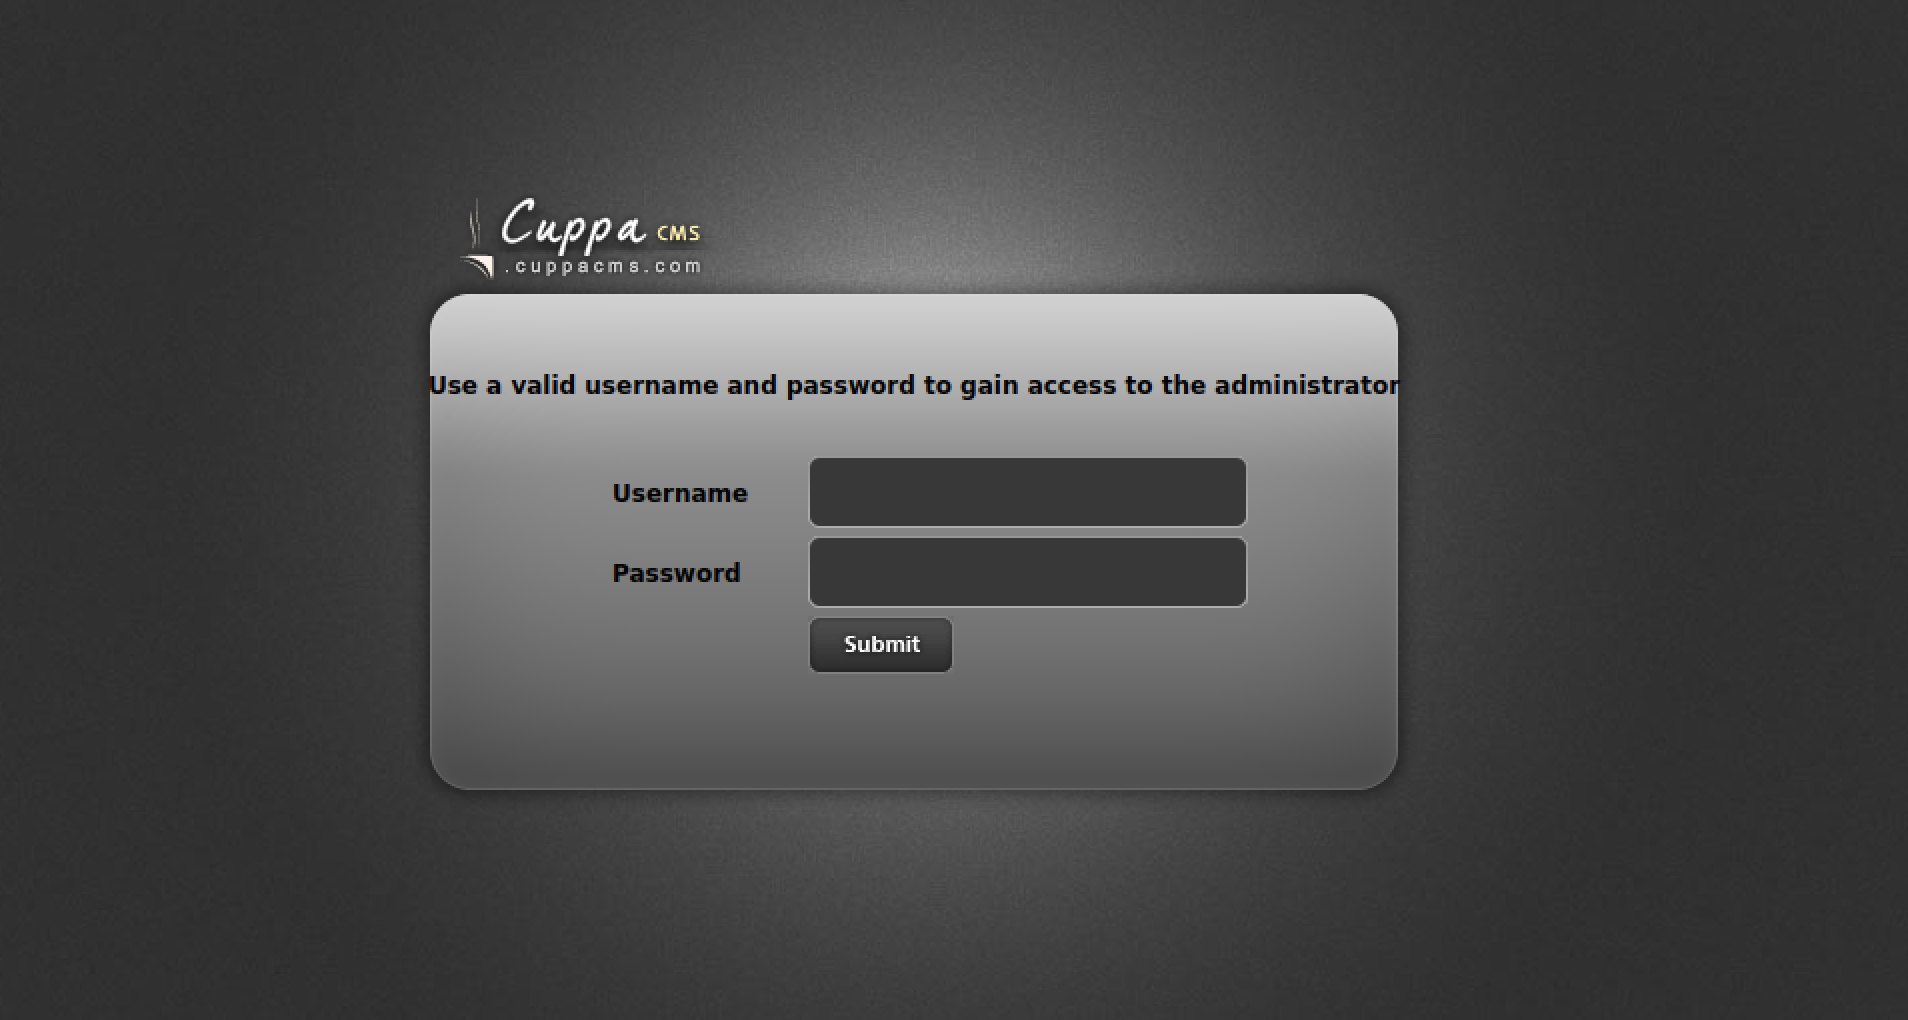 Cuppa CMS
.cuppacms.com
Use a valid username and password to gain access to the administrator
Username
Password
Submit